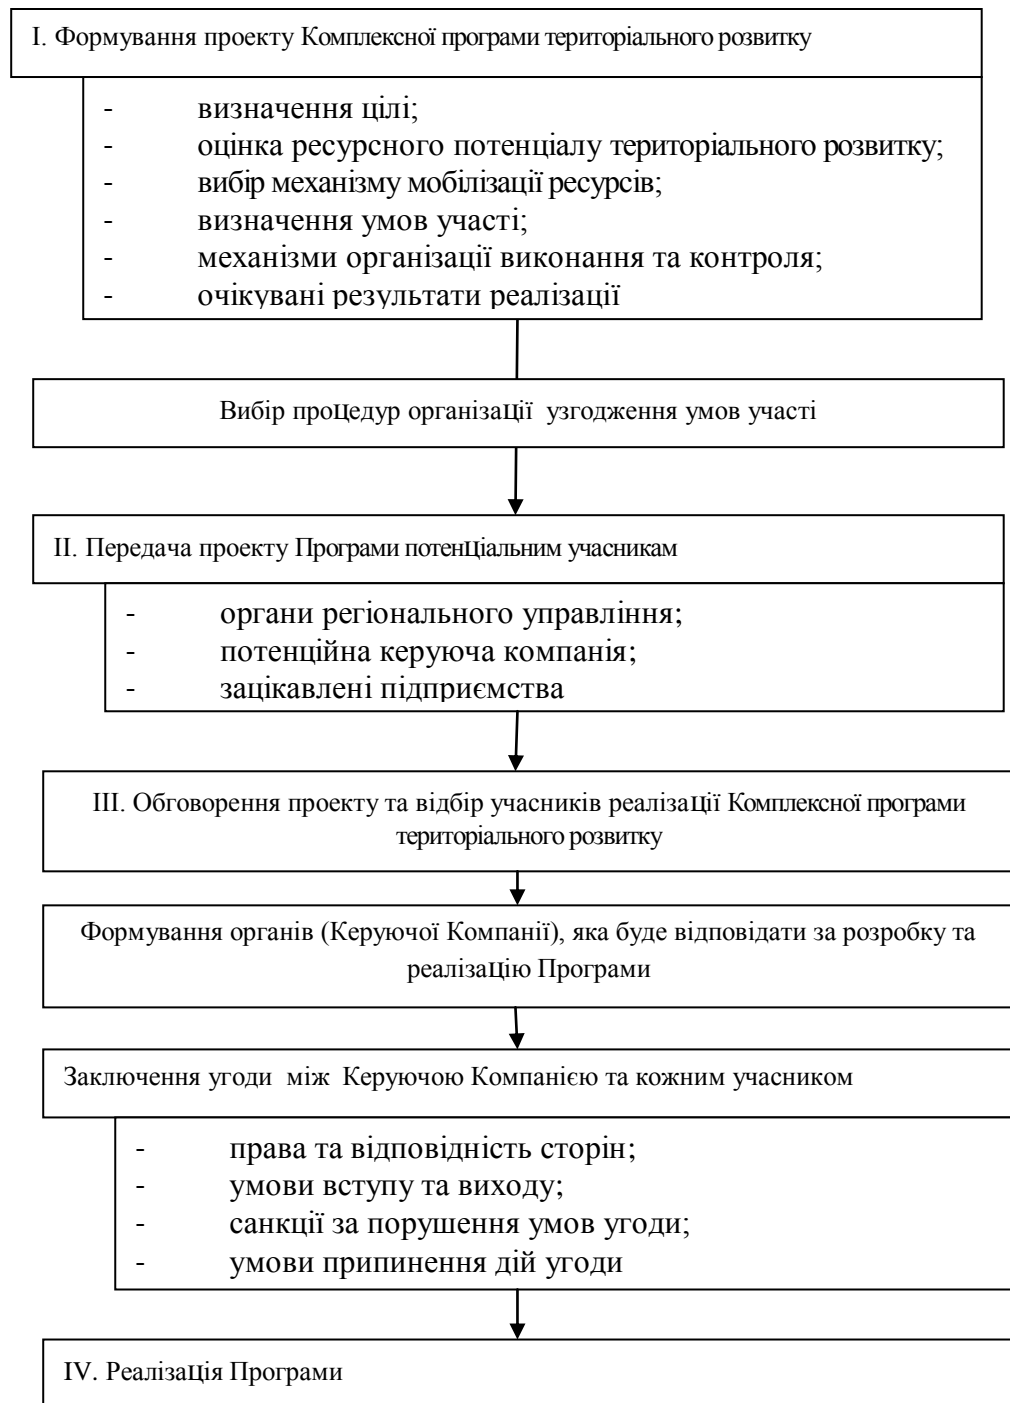 I. Формування проекту Комплексної програми територіального розвитку
- визначення цілі;
- оцінка ресурсного потенціалу територіального розвитку;
- вибір механізму мобілізації ресурсів;
- визначення умов участі;
- механізми організації виконання та контроля;
- очікувані результати реалізації
Вибір процедур організації узгодження умов участі
II. Передача проекту Програми потенціальним учасникам
- органи регіонального управління;
- потенційна керуюча компанія;
- зацікавлені підприємства
III. Обговорення проекту та відбір учасників реалізації Комплексної програми
територіального розвитку
Формування органів (Керуючої Компанії), яка буде відповідати за розробку та
реалізацію Програми
Заключення угоди між Керуючою Компанією та кожним учасником
- права та відповідність сторін;
- умови вступу та виходу;
- санкції за порушення умов угоди;
- умови припинення дій угоди
IV. Реалізація Програми